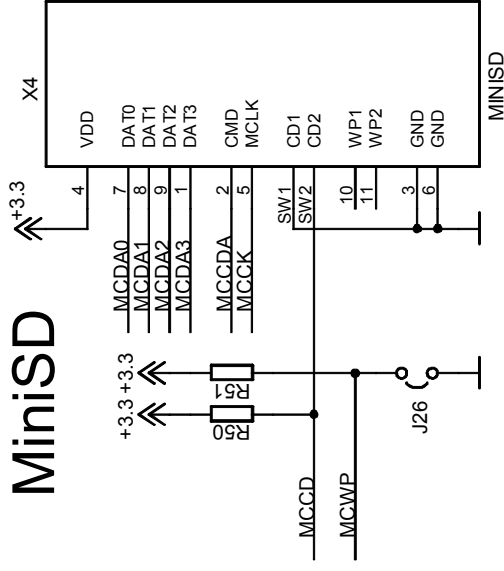 MiniSD
+3.3
X4
4
VDD
MCDA0
7
DAT0
MCDA1
8
DAT1
MCDA2
9
DAT2
MCDA3
1
DAT3
MCCDA
2
CMD
MCCK
5
MCLK
SW1
CD1
SW2
CD2
10
WP1
11
WP2
3
GND
6
GND
MINISD
+3.3
+3.3
R51
R50
MCCD
MCWP
J26